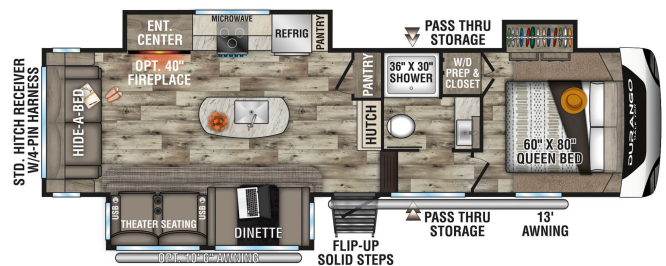 MICROWAVE
ENT.
CENTER
REFRIG
PANTRY
PASS THRU
STORAGE
OPT. 40"
FIREPLACE
PANTRY
36" X 30"
SHOWER
W/D
PREP &
CLOSET
STD. HITCH RECEIVER
W/4-PIN HARNESS
HIDE-A-BED
HUTCH
60" X 80"
QUEEN BED
DURANGO
USB
THEATER SEATING
USB
DINETTE
OPT. 10' 6" AWNING
FLIP-UP
SOLID STEPS
PASS THRU
STORAGE
13'
AWNING